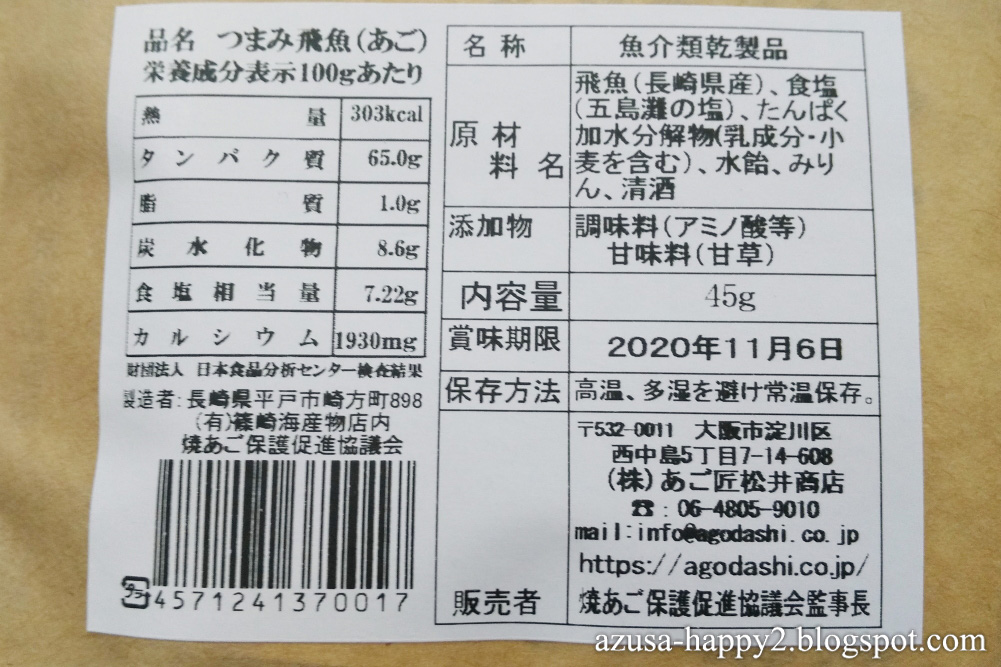 品名 つまみ飛魚(あご)
栄養成分表示100gあたり
熱量 303kcal
タンパク質 65.0g
脂質 1.0g
炭水化物 8.6g
食塩相当量 7.22g
カルシウム 1930mg
財団法人 日本食品分析センター検査結果
製造者:長崎県平戸市崎方町898
(有)篠崎海産物店内
焼あご保護促進協議会
4571241370017
名称 魚介類乾製品
原材料名 飛魚(長崎県産)、食塩
(五島灘の塩)、たんぱく
加水分解物(乳成分・小
麦を含む)、水飴、みり
ん、清酒
添加物 調味料(アミノ酸等)
甘味料(甘草)
内容量 45g
賞味期限 2020年11月6日
保存方法 高温、多湿を避け常温保存。
〒532-0011 大阪市淀川区
西中島5丁目7-14-608
(株)あご匠松井商店
☎:06-4805-9010
mail:info@agodashi.co.jp
https://agodashi.co.jp/
販売者 焼あご保護促進協議会監事長
azusa-happy2.blogspot.com